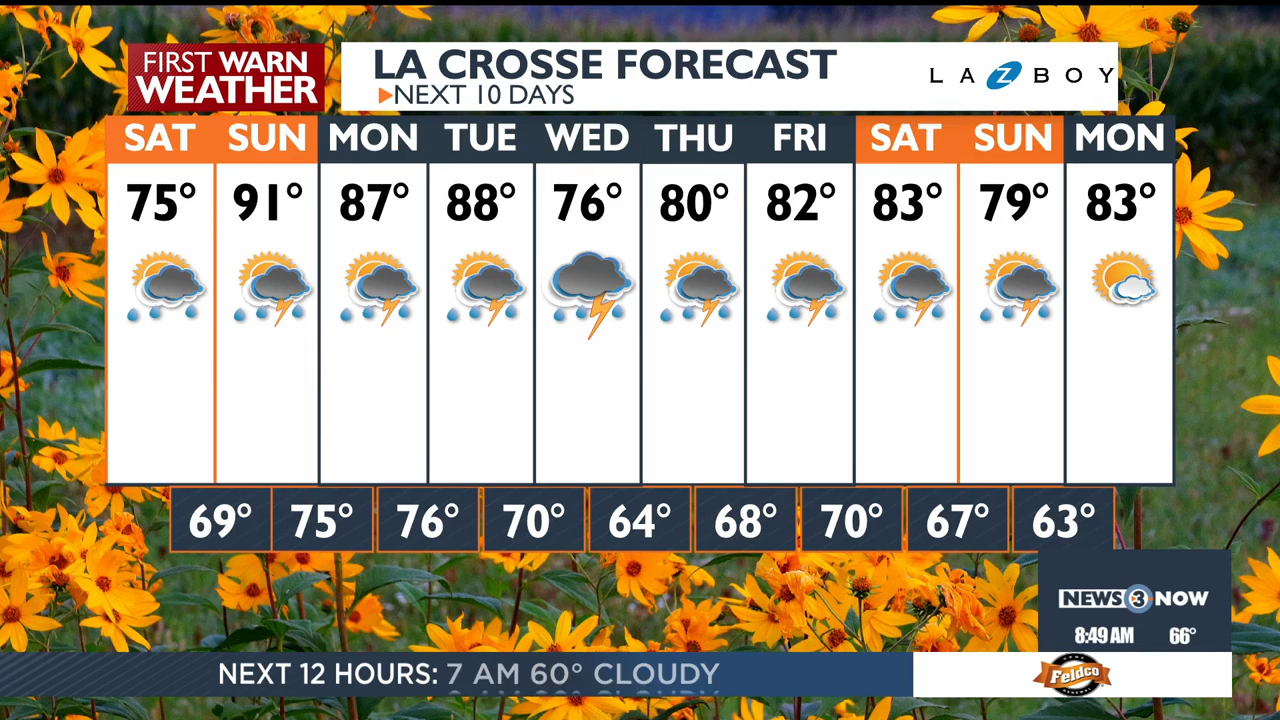 FIRST WARN
WEATHER
LA CROSSE FORECAST
NEXT 10 DAYS
LA Z BOY
SAT SUN MON TUE WED THU FRI SAT SUN MON
75° 91° 87° 88° 76° 80° 82° 83° 79° 83°
69° 75° 76° 70° 64° 68° 70° 67° 63°
NEWS 3 NOW
8:49 AM 66°
NEXT 12 HOURS: 7 AM 60° CLOUDY
Feldco